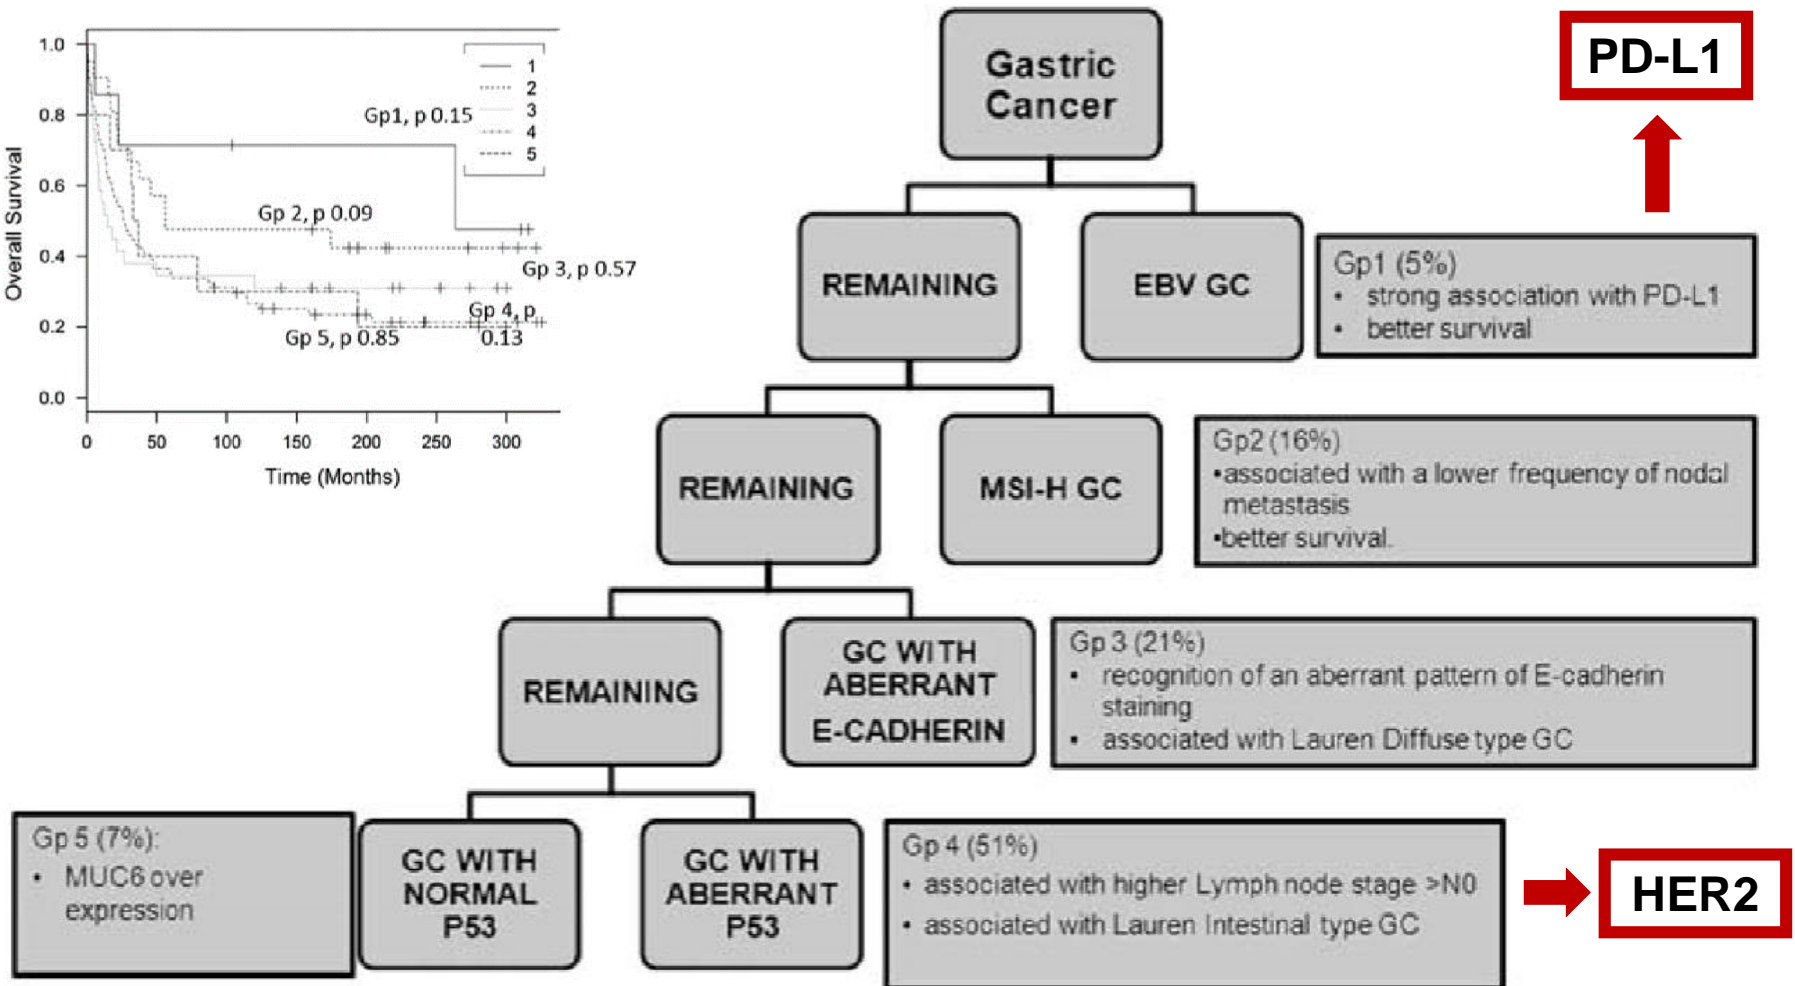 1.0
0.8
0.6
0.4
0.2
0.0
Overall Survival
0
50
100
150
200
250
300
Time (Months)
1
2
3
4
5
Gp1, p 0.15
Gp 2, p 0.09
Gp 3, p 0.57
Gp 4, p
0.13
Gp 5, p 0.85
Gastric
Cancer
PD-L1
REMAINING
EBV GC
Gp1 (5%)
• strong association with PD-L1
• better survival
REMAINING
MSI-H GC
Gp2 (16%)
•associated with a lower frequency of nodal
metastasis
•better survival.
REMAINING
GC WITH
ABERRANT
E-CADHERIN
Gp 3 (21%)
• recognition of an aberrant pattern of E-cadherin
staining
• associated with Lauren Diffuse type GC
Gp 5 (7%):
• MUC6 over
expression
GC WITH
NORMAL
P53
GC WITH
ABERRANT
P53
Gp 4 (51%)
• associated with higher Lymph node stage >N0
• associated with Lauren Intestinal type GC
HER2